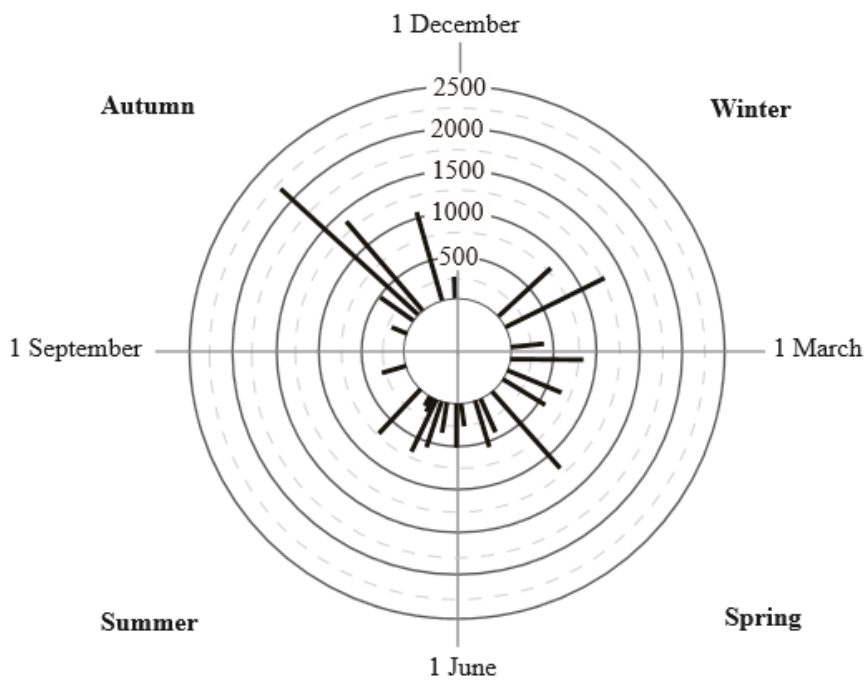 1 December
2500
Autumn
Winter
2000
1500
1000
500
1 September
1 March
Summer
Spring
1 June